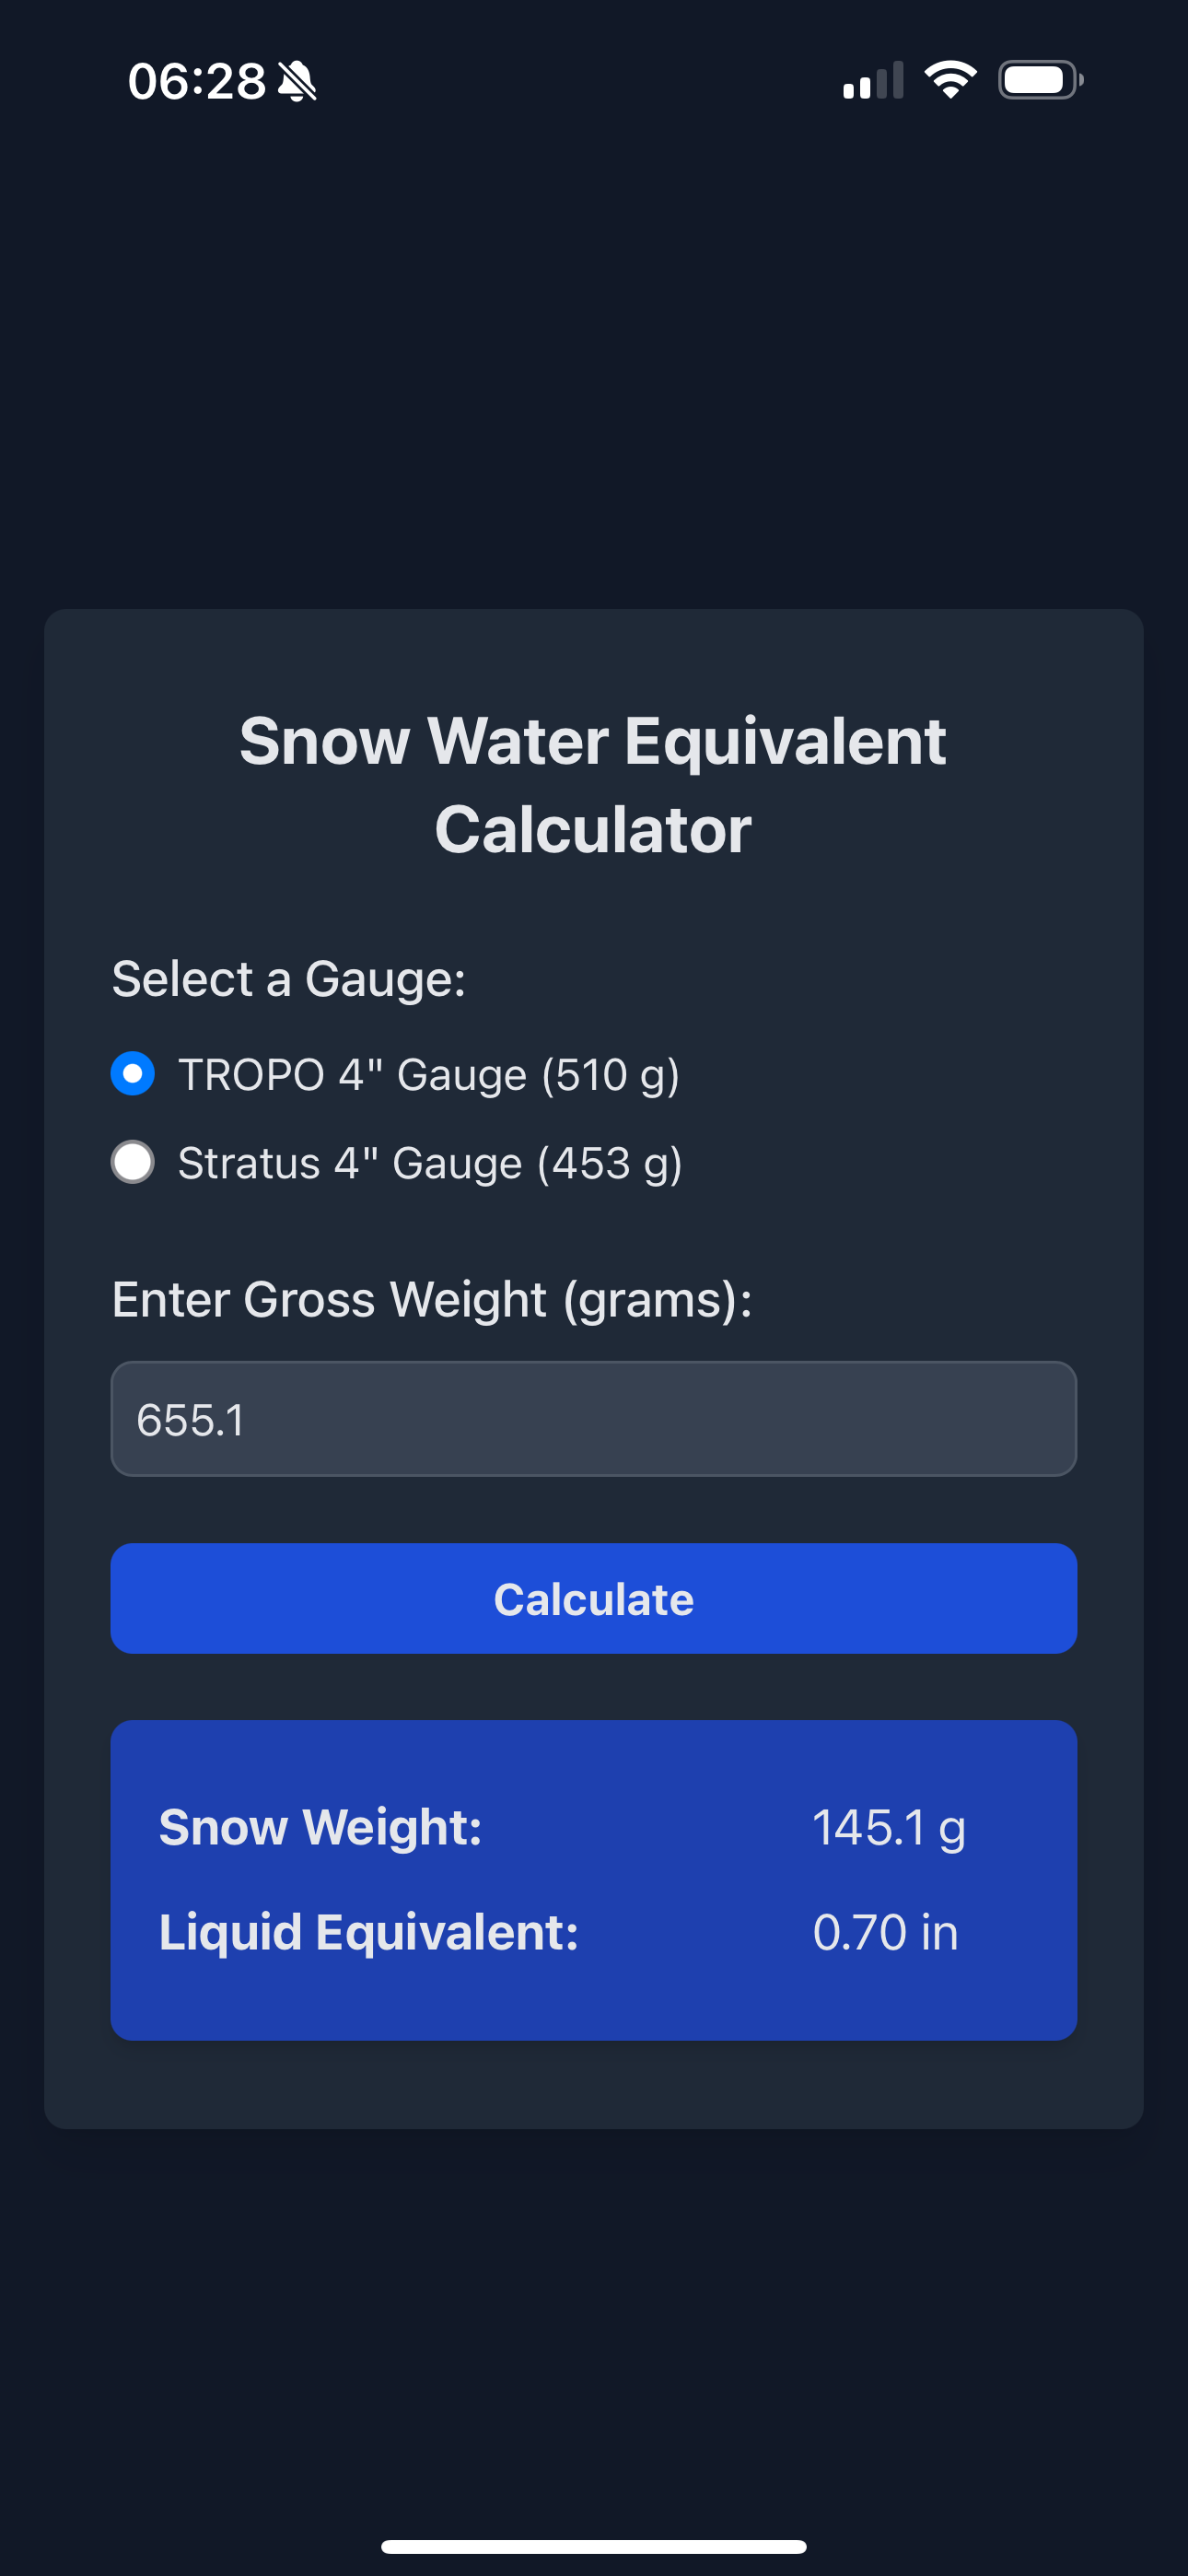 06:28
Snow Water Equivalent
Calculator
Select a Gauge:
TROPO 4" Gauge (510 g)
Stratus 4" Gauge (453 g)
Enter Gross Weight (grams):
655.1
Calculate
Snow Weight: 145.1 g
Liquid Equivalent: 0.70 in